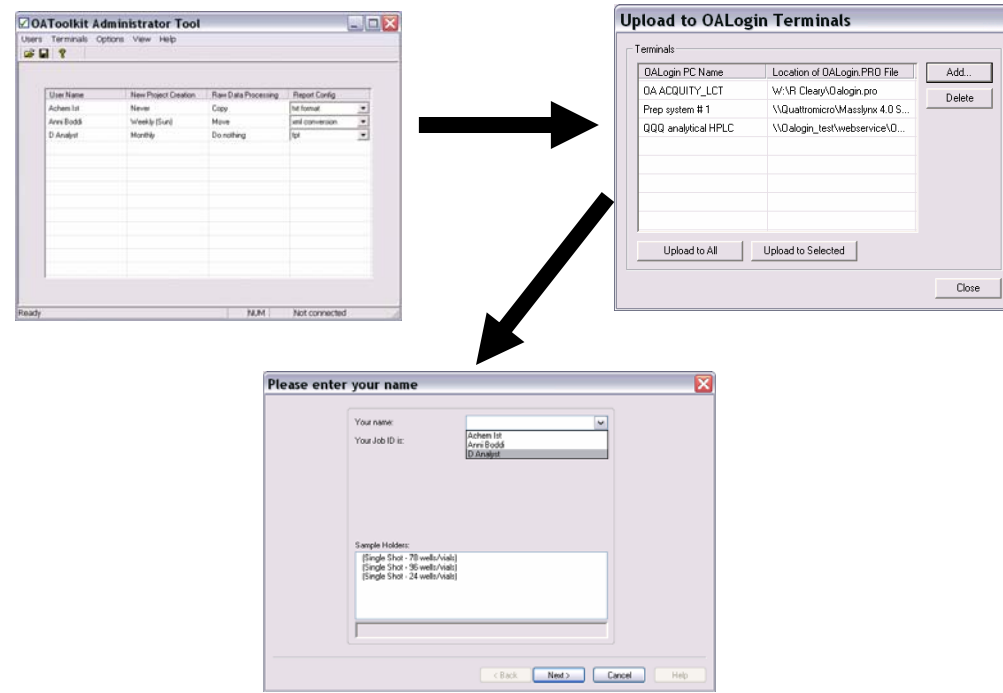 OAToolkit Administrator Tool
Users Terminals Options View Help
User Name New Project Creation Raw Data Processing Report Config
Achem Ist Never Copy txt format
Anni Boddi Weekly (Sun) Move xml conversion
D Analyst Monthly Do nothing tpl
Ready NUM Not connected
Upload to OALogin Terminals
Terminals
OALogin PC Name Location of OALogin.PRO File
OA ACQUITY_LCT W:\R Cleary\Oalogin.pro
Prep system # 1 \\Quattromicro\Masslynx 4.0 S...
QQQ analytical HPLC \\Oalogin_test\webservice\O...
Add...
Delete
Upload to All Upload to Selected
Close
Please enter your name
Your name:
Your Job ID is:
Achem Ist
Anni Boddi
D Analyst
Sample Holders:
(Single Shot - 78 wells/vials)
(Single Shot - 96 wells/vials)
(Single Shot - 24 wells/vials)
< Back Next > Cancel Help